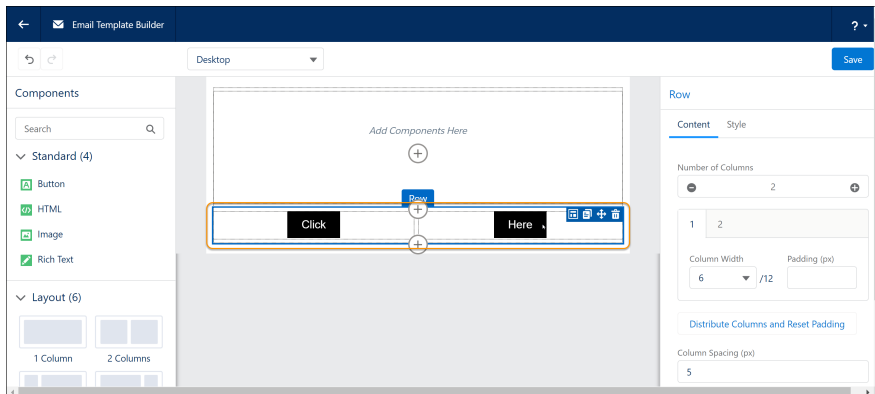 Email Template Builder
?
Desktop
Save
Components
Search
Standard (4)
Button
HTML
Image
Rich Text
Layout (6)
1 Column
2 Columns
Add Components Here
Row
Click
Here
Row
Content
Style
Number of Columns
2
1
2
Column Width
Padding (px)
6
/12
Distribute Columns and Reset Padding
Column Spacing (px)
5